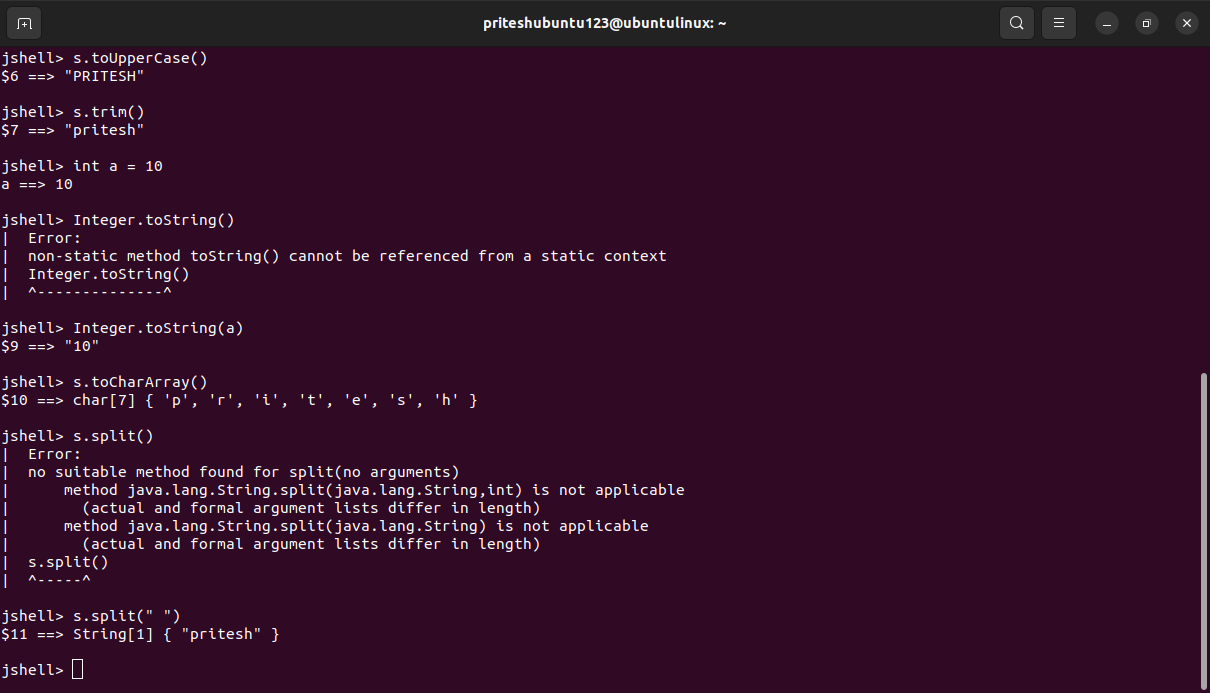 priteshubuntu123@ubuntulinux: ~
jshell> s.toUpperCase()
$6 ==> "PRITESH"
jshell> s.trim()
$7 ==> "pritesh"
jshell> int a = 10
a ==> 10
jshell> Integer.toString()
|  Error:
|  non-static method toString() cannot be referenced from a static context
|  Integer.toString()
|  ^--------------^
jshell> Integer.toString(a)
$9 ==> "10"
jshell> s.toCharArray()
$10 ==> char[7] { 'p', 'r', 'i', 't', 'e', 's', 'h' }
jshell> s.split()
|  Error:
|  no suitable method found for split(no arguments)
|      method java.lang.String.split(java.lang.String,int) is not applicable
|        (actual and formal argument lists differ in length)
|      method java.lang.String.split(java.lang.String) is not applicable
|        (actual and formal argument lists differ in length)
|  s.split()
|  ^-----^
jshell> s.split(" ")
$11 ==> String[1] { "pritesh" }
jshell>